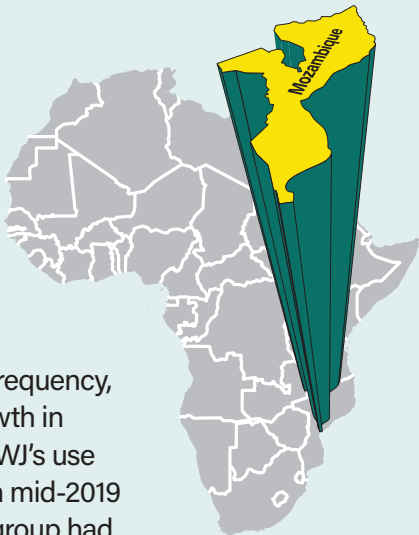 Mozambique
requency,
wth in
WJ's use
n mid-2019
group had